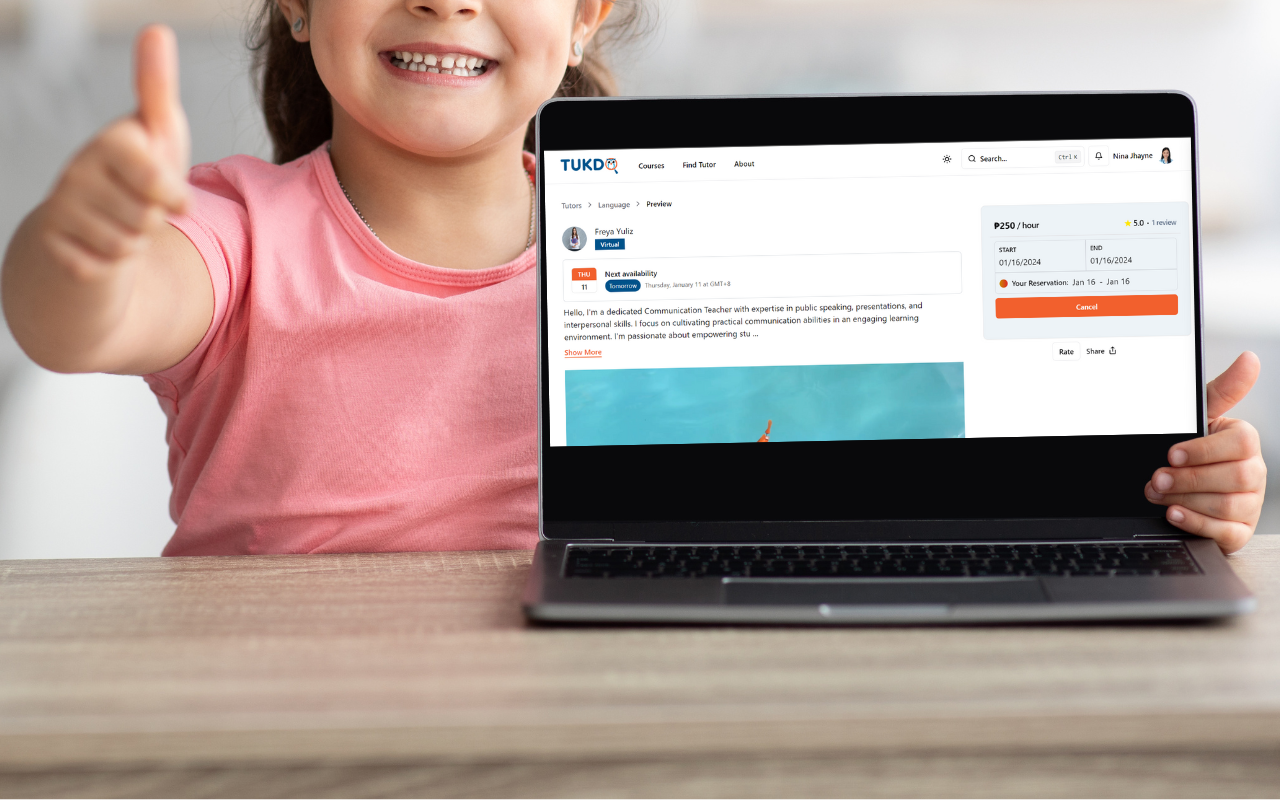 TUKDO
Courses
Find Tutor
About
Search...
Ctrl K
Nina Jhayne
Tutors > Language > Preview
Freya Yuliz
Virtual
THU
11
Next availability
Tomorrow
Thursday, January 11 at GMT+8
Hello, I'm a dedicated Communication Teacher with expertise in public speaking, presentations, and
interpersonal skills. I focus on cultivating practical communication abilities in an engaging learning
environment. I'm passionate about empowering stu ...
Show More
₱250 / hour
5.0 · 1 review
START
01/16/2024
END
01/16/2024
Your Reservation: Jan 16 - Jan 16
Cancel
Rate
Share